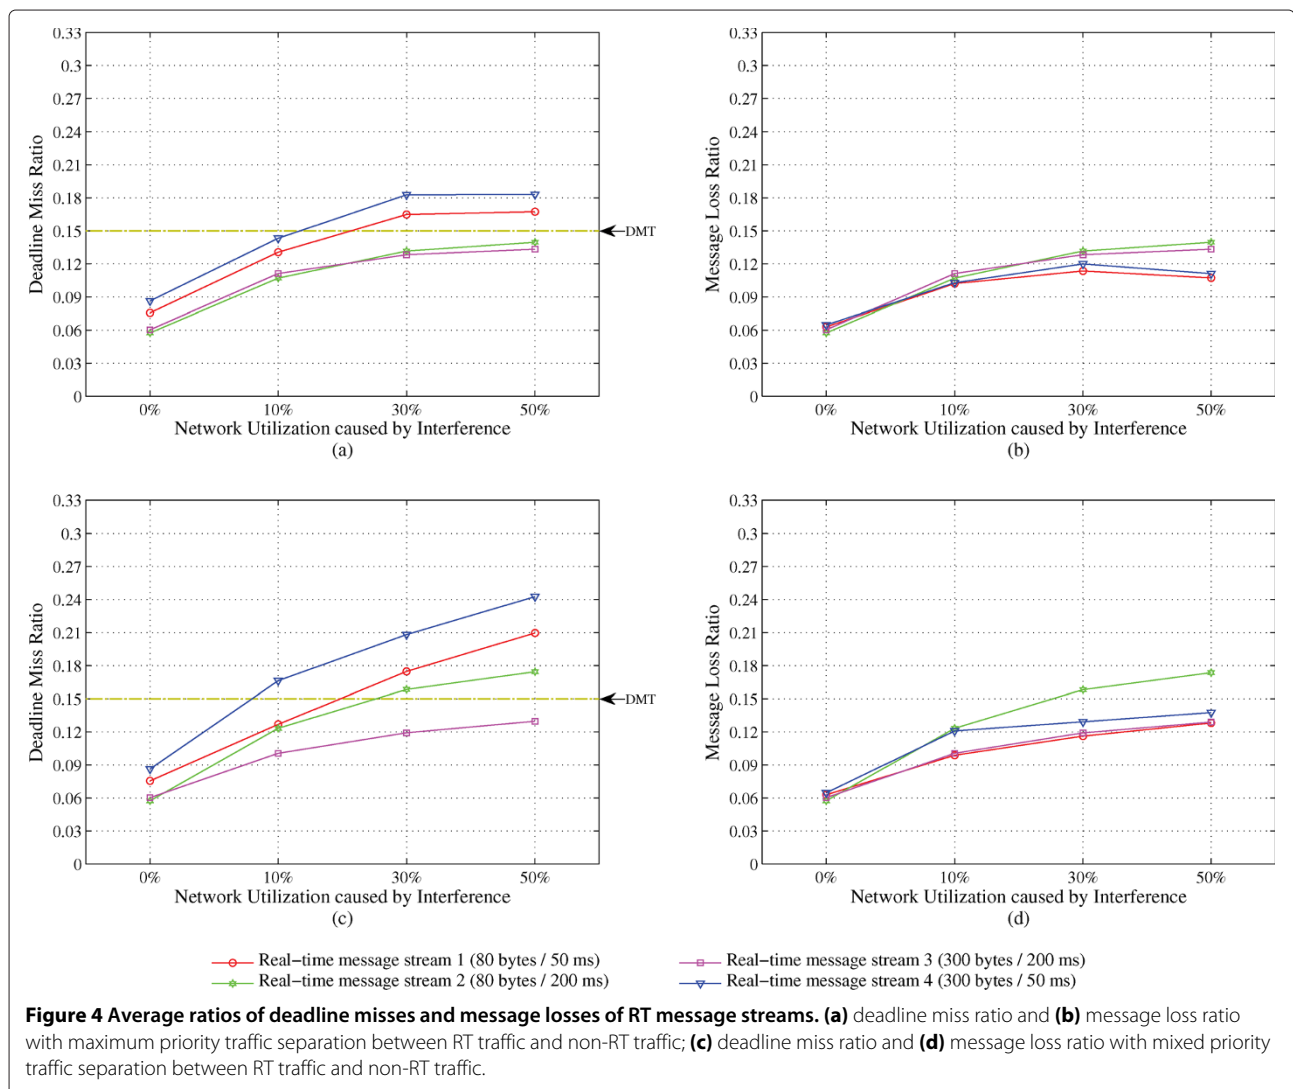 0.33
0.3
0.27
0.24
0.21
0.18
0.15
0.12
0.09
0.06
0.03
0
Deadline Miss Ratio
DMT
0% 10% 30% 50%
Network Utilization caused by Interference
(a)
0.33
0.3
0.27
0.24
0.21
0.18
0.15
0.12
0.09
0.06
0.03
0
Message Loss Ratio
0% 10% 30% 50%
Network Utilization caused by Interference
(b)
0.33
0.3
0.27
0.24
0.21
0.18
0.15
0.12
0.09
0.06
0.03
0
Deadline Miss Ratio
DMT
0% 10% 30% 50%
Network Utilization caused by Interference
(c)
0.33
0.3
0.27
0.24
0.21
0.18
0.15
0.12
0.09
0.06
0.03
0
Message Loss Ratio
0% 10% 30% 50%
Network Utilization caused by Interference
(d)
Real−time message stream 1 (80 bytes / 50 ms)
Real−time message stream 2 (80 bytes / 200 ms)
Real−time message stream 3 (300 bytes / 200 ms)
Real−time message stream 4 (300 bytes / 50 ms)
Figure 4 Average ratios of deadline misses and message losses of RT message streams. (a) deadline miss ratio and (b) message loss ratio
with maximum priority traffic separation between RT traffic and non-RT traffic; (c) deadline miss ratio and (d) message loss ratio with mixed priority
traffic separation between RT traffic and non-RT traffic.